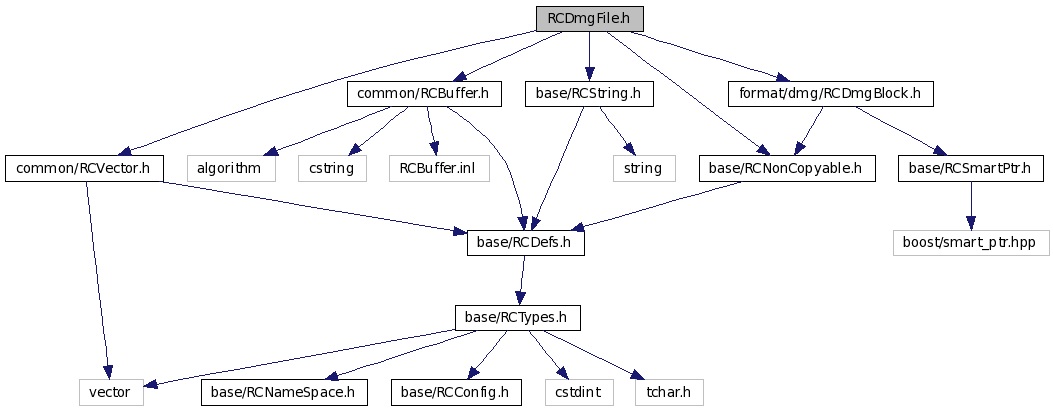 RCDmgFile.h
common/RCBuffer.h
base/RCString.h
format/dmg/RCDmgBlock.h
common/RCVector.h
algorithm
cstring
RCBuffer.inl
string
base/RCNonCopyable.h
base/RCSmartPtr.h
base/RCDefs.h
boost/smart_ptr.hpp
base/RCTypes.h
vector
base/RCNameSpace.h
base/RCConfig.h
cstdint
tchar.h